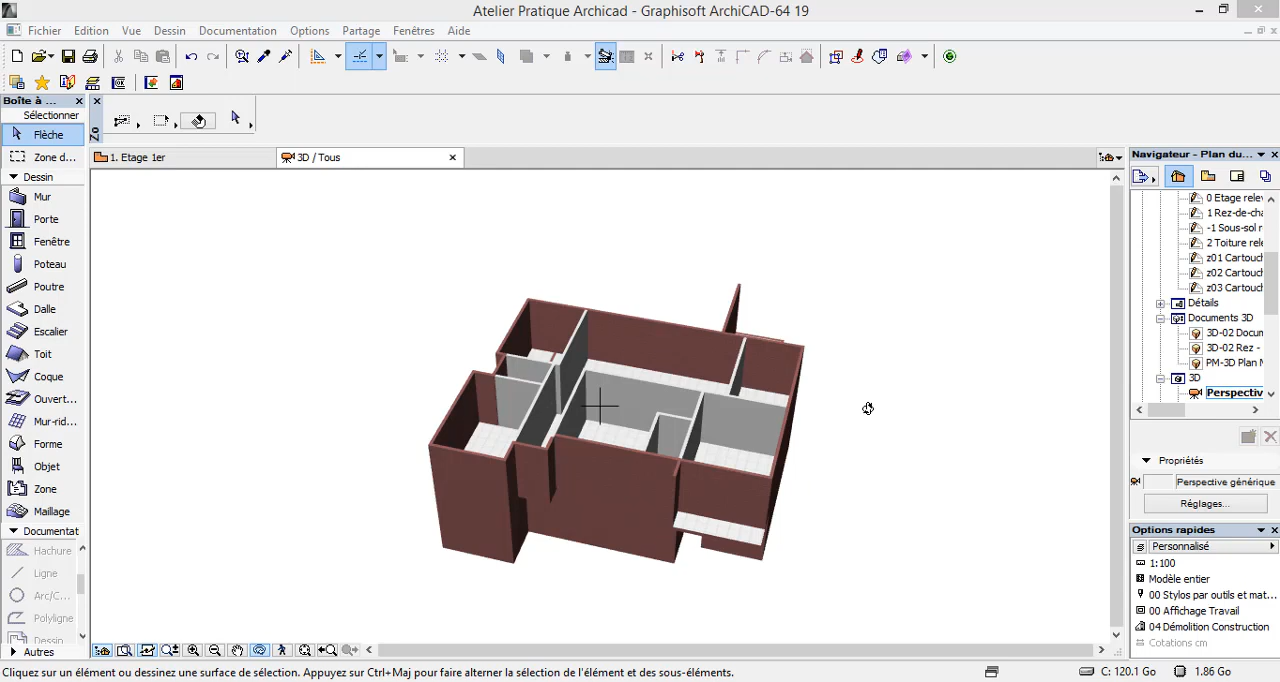 Atelier Pratique Archicad - Graphisoft ArchiCAD-64 19
Fichier Edition Vue Dessin Documentation Options Partage Fenêtres Aide
Boîte à ...
Sélectionner
Flèche
Zone d...
Dessin
Mur
Porte
Fenêtre
Poteau
Poutre
Dalle
Escalier
Toit
Coque
Ouvert...
Mur-rid...
Forme
Objet
Zone
Maillage
Documentat
Hachure
Ligne
Arc/C...
Polyligne
Dessin
Autres
1. Etage 1er
3D / Tous
Navigateur - Plan du...
0 Etage relev
1 Rez-de-cha
-1 Sous-sol r
2 Toiture rele
z01 Cartouch
z02 Cartouch
z03 Cartouch
Détails
Documents 3D
3D-02 Docum
3D-02 Rez -
PM-3D Plan M
3D
Perspectiv
Propriétés
Perspective générique
Réglages...
Options rapides
Personnalisé
1:100
Modèle entier
00 Stylos par outils et mat...
00 Affichage Travail
04 Démolition Construction
Cotations cm
Cliquez sur un élément ou dessinez une surface de sélection. Appuyez sur Ctrl+Maj pour faire alterner la sélection de l'élément et des sous-éléments.
C: 120.1 Go
1.86 Go